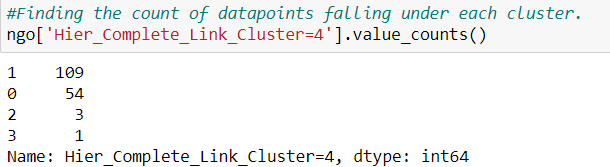 #Finding the count of datapoints falling under each cluster.
ngo['Hier_Complete_Link_Cluster=4'].value_counts()
1    109
0     54
2      3
3      1
Name: Hier_Complete_Link_Cluster=4, dtype: int64